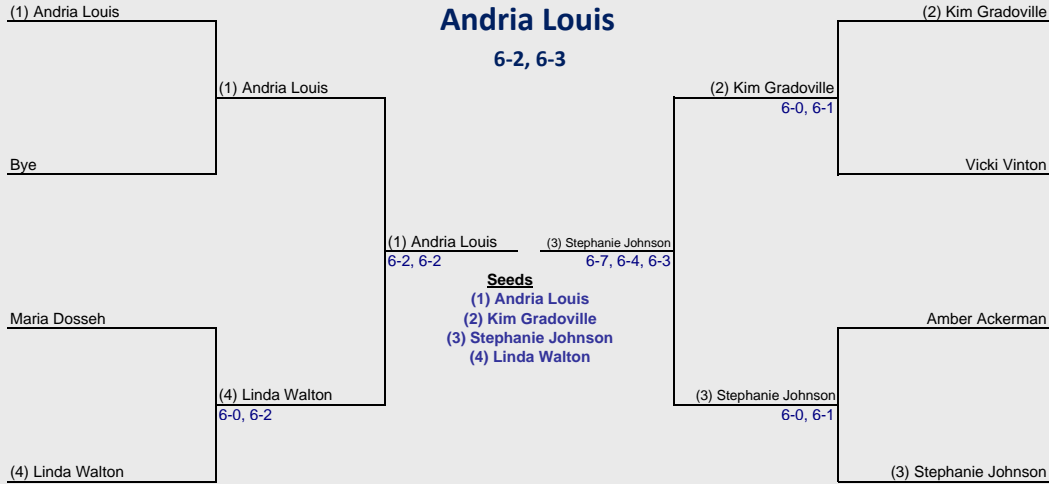 (1) Andria Louis
Andria Louis
(2) Kim Gradoville
6-2, 6-3
(1) Andria Louis
(2) Kim Gradoville
6-0, 6-1
Bye
Vicki Vinton
(1) Andria Louis
(3) Stephanie Johnson
6-2, 6-2
6-7, 6-4, 6-3
Seeds
(1) Andria Louis
(2) Kim Gradoville
(3) Stephanie Johnson
(4) Linda Walton
Maria Dosseh
Amber Ackerman
(4) Linda Walton
(3) Stephanie Johnson
6-0, 6-2
6-0, 6-1
(4) Linda Walton
(3) Stephanie Johnson